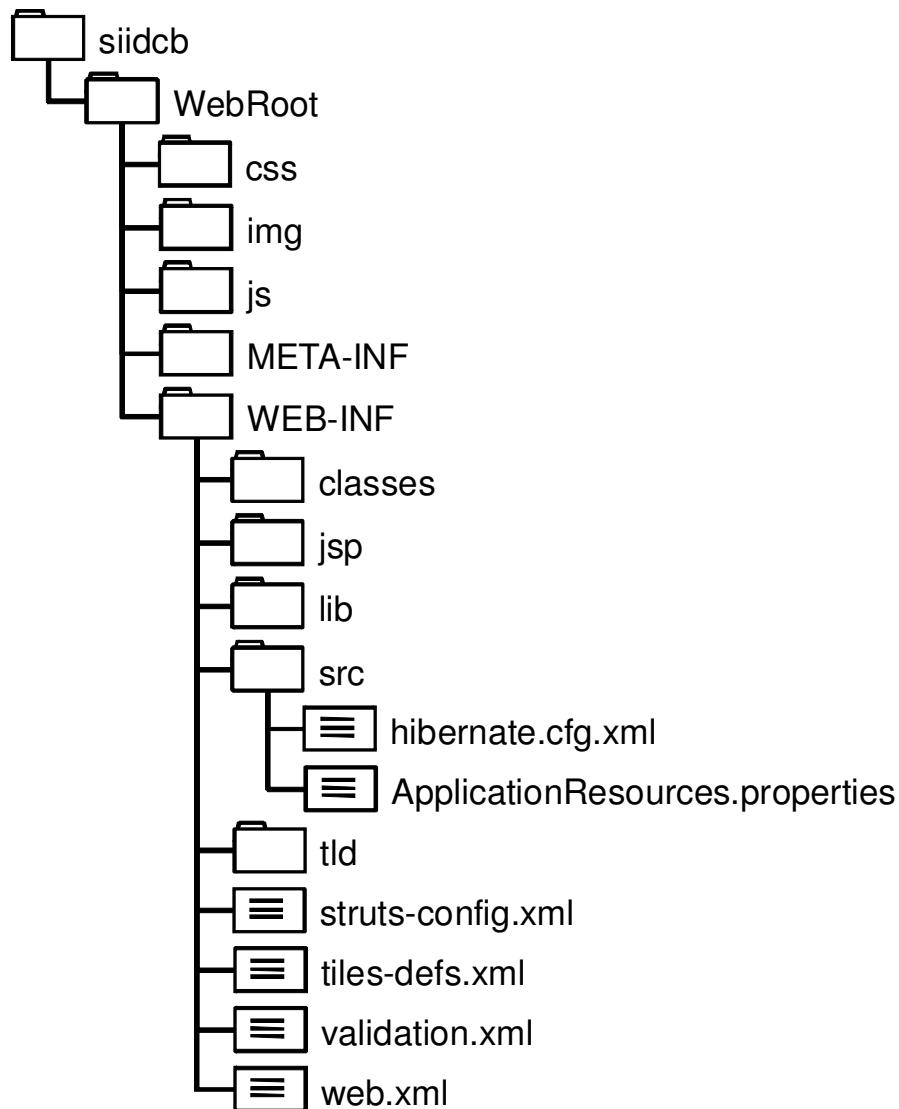 siidcb
WebRoot
css
img
js
META-INF
WEB-INF
classes
jsp
lib
src
hibernate.cfg.xml
ApplicationResources.properties
tld
struts-config.xml
tiles-defs.xml
validation.xml
web.xml